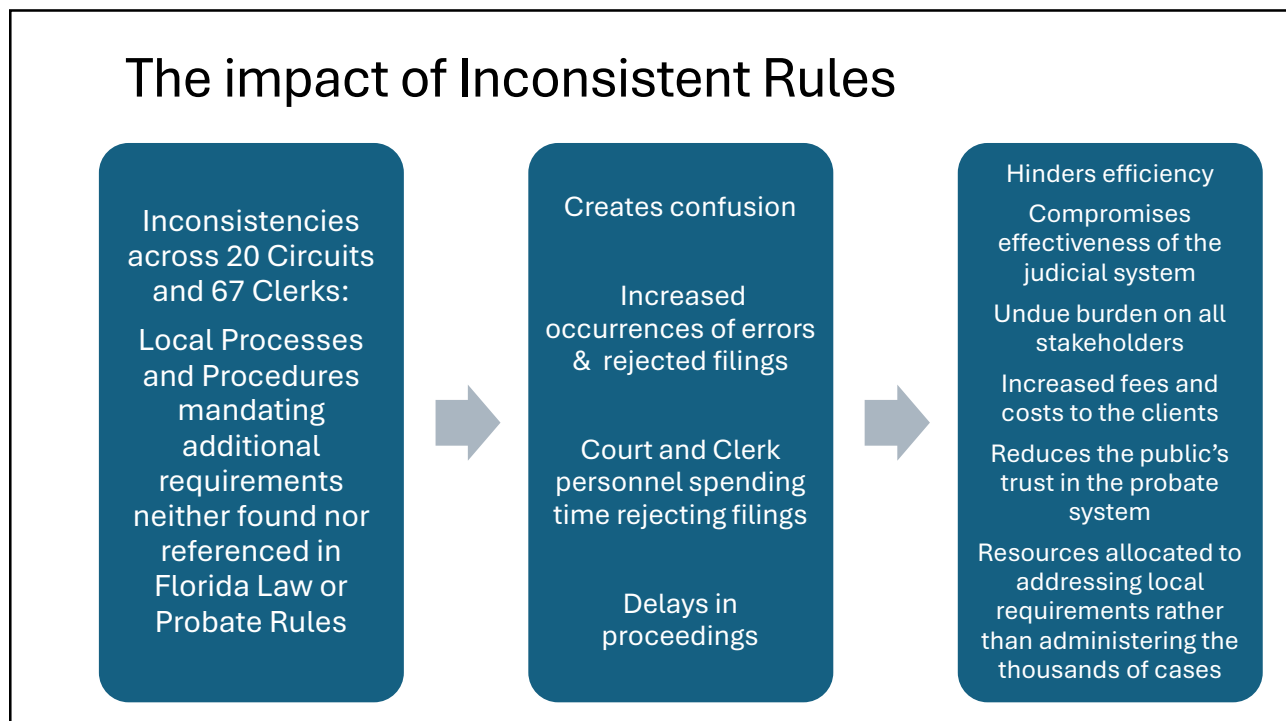 The impact of Inconsistent Rules
Inconsistencies
across 20 Circuits
and 67 Clerks:
Local Processes
and Procedures
mandating
additional
requirements
neither found nor
referenced in
Florida Law or
Probate Rules
Creates confusion
Increased
occurrences of errors
& rejected filings
Court and Clerk
personnel spending
time rejecting filings
Delays in
proceedings
Hinders efficiency
Compromises
effectiveness of the
judicial system
Undue burden on all
stakeholders
Increased fees and
costs to the clients
Reduces the public’s
trust in the probate
system
Resources allocated to
addressing local
requirements rather
than administering the
thousands of cases